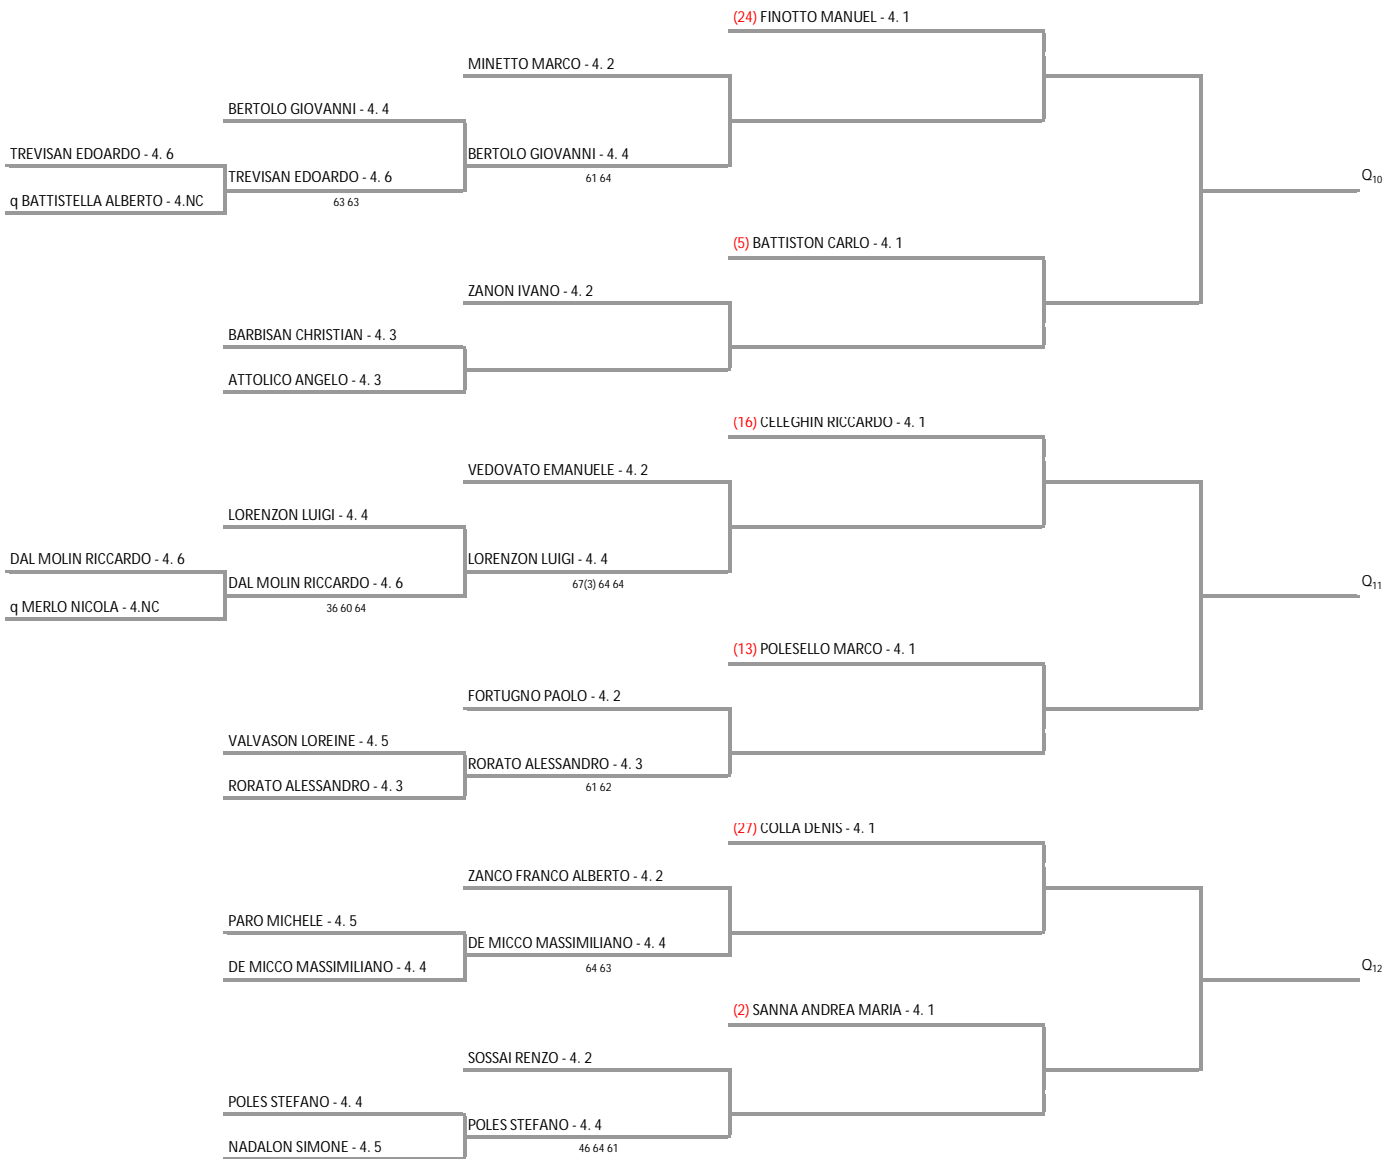 (24) FINOTTO MANUEL - 4. 1
MINETTO MARCO - 4. 2
BERTOLO GIOVANNI - 4. 4
TREVISAN EDOARDO - 4. 6
BERTOLO GIOVANNI - 4. 4
TREVISAN EDOARDO - 4. 6
61 64
Q10
q BATTISTELLA ALBERTO - 4.NC
63 63
(5) BATTISTON CARLO - 4. 1
ZANON IVANO - 4. 2
BARBISAN CHRISTIAN - 4. 3
ATTOLICO ANGELO - 4. 3
(16) CELEGHIN RICCARDO - 4. 1
VEDOVATO EMANUELE - 4. 2
LORENZON LUIGI - 4. 4
DAL MOLIN RICCARDO - 4. 6
LORENZON LUIGI - 4. 4
DAL MOLIN RICCARDO - 4. 6
67(3) 64 64
Q11
q MERLO NICOLA - 4.NC
36 60 64
(13) POLESELLO MARCO - 4. 1
FORTUGNO PAOLO - 4. 2
VALVASON LOREINE - 4. 5
RORATO ALESSANDRO - 4. 3
RORATO ALESSANDRO - 4. 3
61 62
(27) COLLA DENIS - 4. 1
ZANCO FRANCO ALBERTO - 4. 2
PARO MICHELE - 4. 5
DE MICCO MASSIMILIANO - 4. 4
DE MICCO MASSIMILIANO - 4. 4
64 63
Q12
(2) SANNA ANDREA MARIA - 4. 1
SOSSAI RENZO - 4. 2
POLES STEFANO - 4. 4
POLES STEFANO - 4. 4
NADALON SIMONE - 4. 5
46 64 61